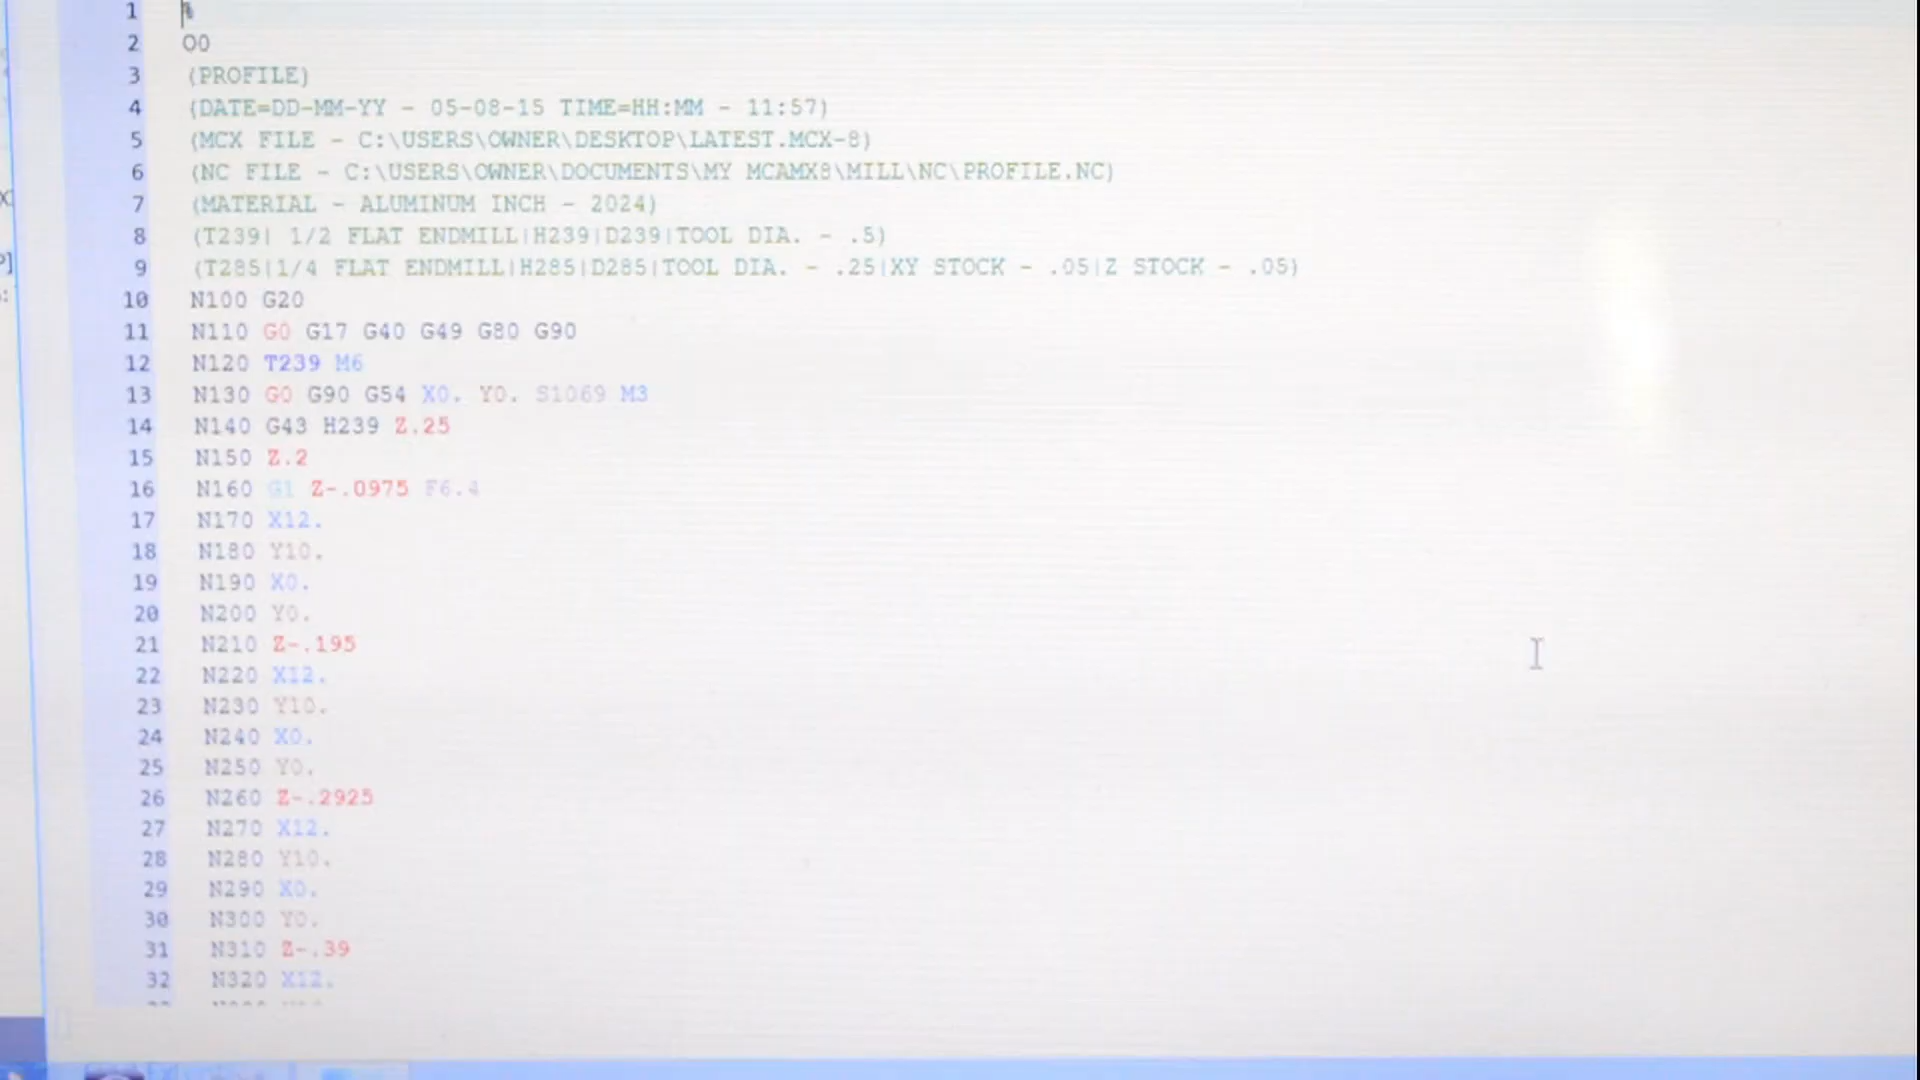 1 %
2 O0
3 (PROFILE)
4 (DATE=DD-MM-YY - 05-08-15 TIME=HH:MM - 11:57)
5 (MCX FILE - C:\USERS\OWNER\DESKTOP\LATEST.MCX-8)
6 (NC FILE - C:\USERS\OWNER\DOCUMENTS\MY MCAMX8\MILL\NC\PROFILE.NC)
7 (MATERIAL - ALUMINUM INCH - 2024)
8 (T239| 1/2 FLAT ENDMILL|H239|D239|TOOL DIA. - .5)
9 (T285|1/4 FLAT ENDMILL|H285|D285|TOOL DIA. - .25|XY STOCK - .05|Z STOCK - .05)
10 N100 G20
11 N110 G0 G17 G40 G49 G80 G90
12 N120 T239 M6
13 N130 G0 G90 G54 X0. Y0. S1069 M3
14 N140 G43 H239 Z.25
15 N150 Z.2
16 N160 G1 Z-.0975 F6.4
17 N170 X12.
18 N180 Y10.
19 N190 X0.
20 N200 Y0.
21 N210 Z-.195
22 N220 X12.
23 N230 Y10.
24 N240 X0.
25 N250 Y0.
26 N260 Z-.2925
27 N270 X12.
28 N280 Y10.
29 N290 X0.
30 N300 Y0.
31 N310 Z-.39
32 N320 X12.